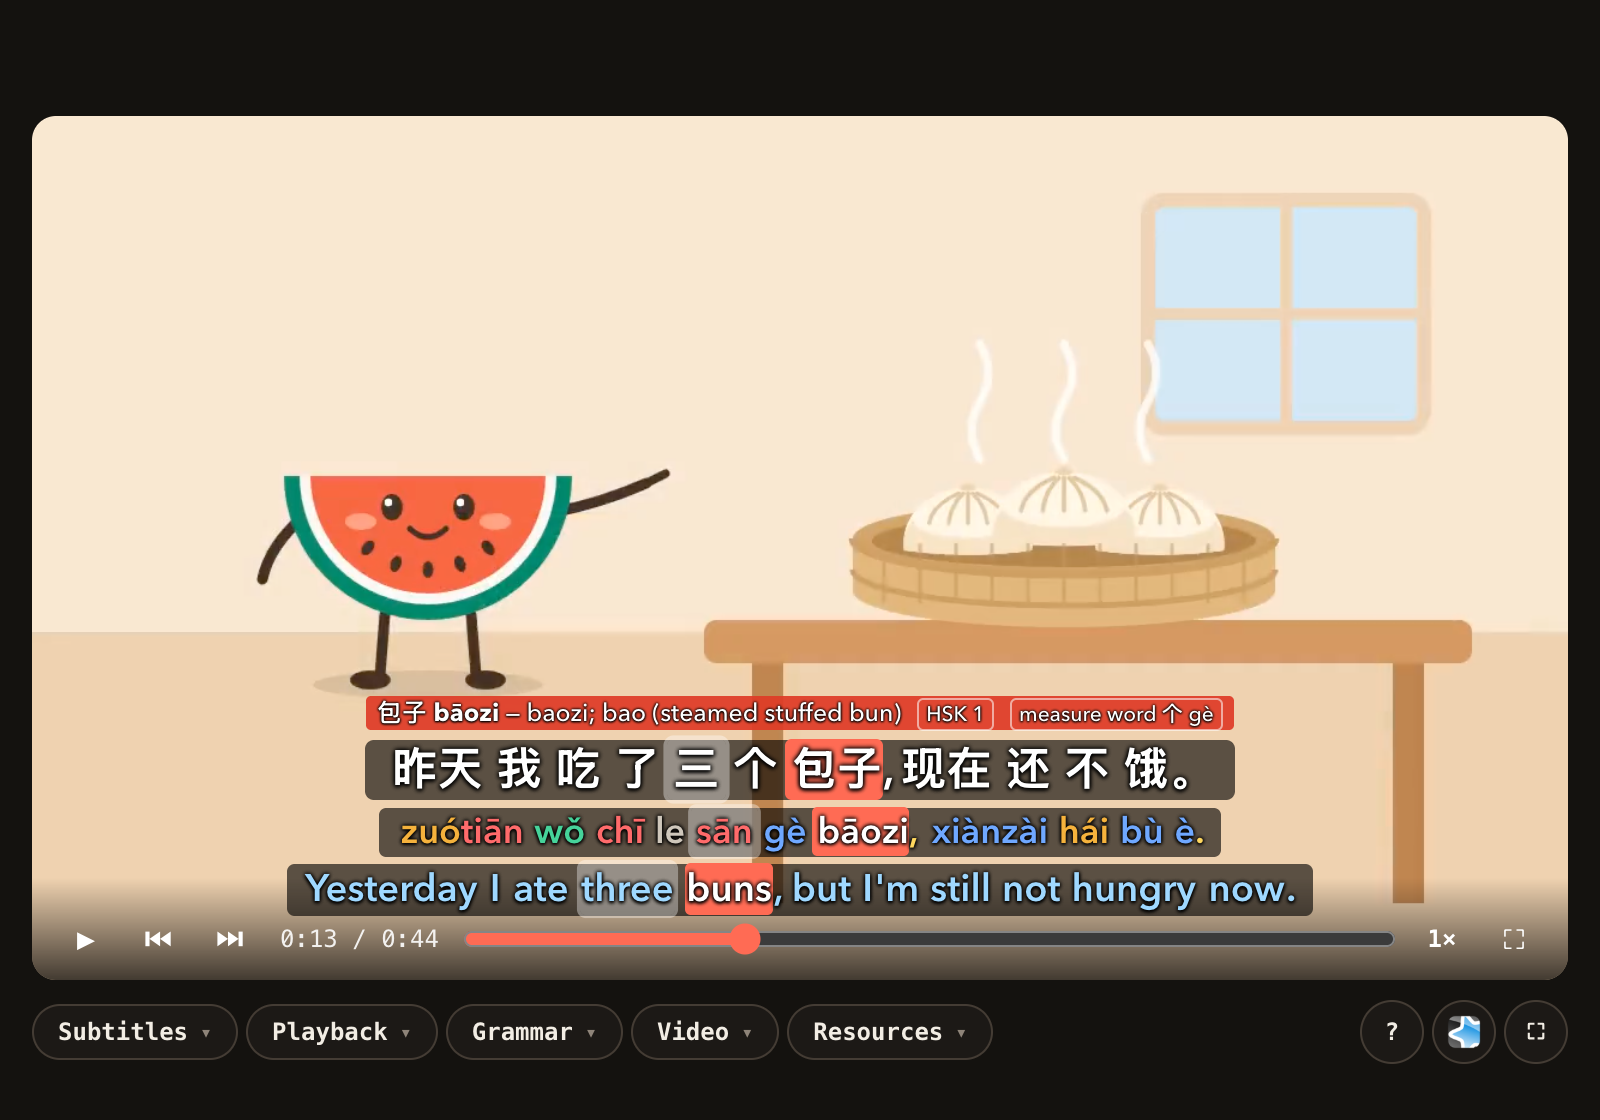 包子 bāozi – baozi; bao (steamed stuffed bun) HSK 1 measure word 个 gè
昨天 我 吃 了 三 个 包子,现在 还 不 饿。
zuótiān wǒ chī le sān gè bāozi, xiànzài hái bù è.
Yesterday I ate three buns, but I'm still not hungry now.
0:13 / 0:44 1×
Subtitles Playback Grammar Video Resources ?